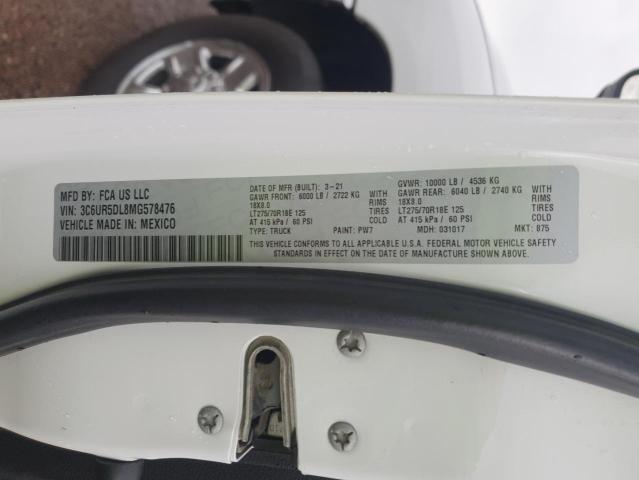 MFD BY: FCA US LLC
VIN: 3C6UR5DL8MG578476
VEHICLE MADE IN: MEXICO
DATE OF MFR (BUILT): 3-21 GVWR: 10000 LB / 4536 KG
GAWR FRONT: 6000 LB / 2722 KG WITH GAWR REAR: 6040 LB / 2740 KG WITH
18X8.0 RIMS 18X8.0 RIMS
LT275/70R18E 125 TIRES LT275/70R18E 125 TIRES
AT 415 kPa / 60 PSI COLD AT 415 kPa / 60 PSI COLD
TYPE: TRUCK PAINT: PW7 MDH: 031017 MKT: 875
THIS VEHICLE CONFORMS TO ALL APPLICABLE U.S.A. FEDERAL MOTOR VEHICLE SAFETY
STANDARDS IN EFFECT ON THE DATE OF MANUFACTURE SHOWN ABOVE.